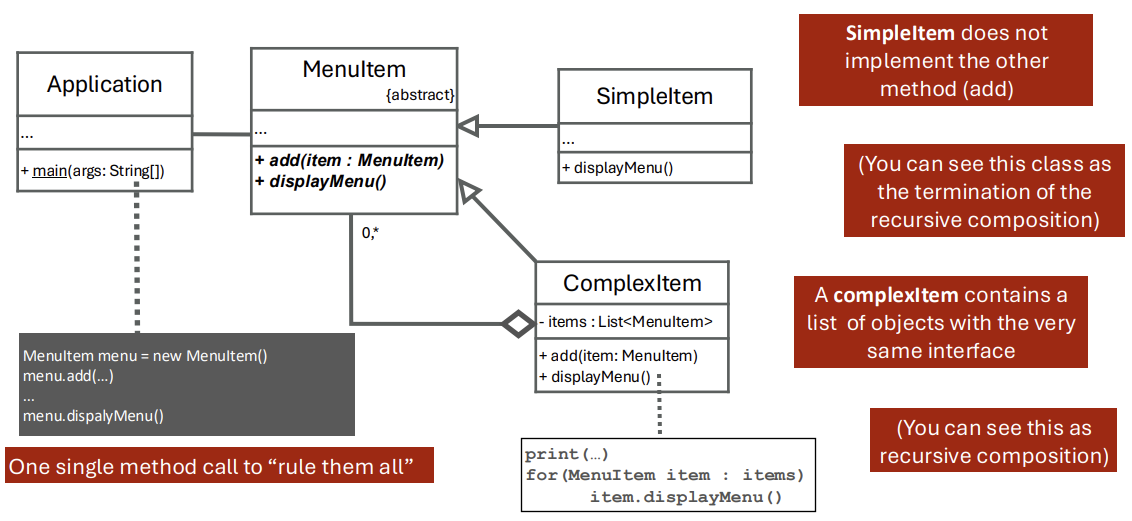 Application
...
+ main(args: String[])
MenuItem
{abstract}
...
+ add(item : MenuItem)
+ displayMenu()
SimpleItem
...
+ displayMenu()
0,*
ComplexItem
- items : List<MenuItem>
+ add(item: MenuItem)
+ displayMenu()
MenuItem menu = new MenuItem()
menu.add(...)
...
menu.dispalyMenu()
One single method call to “rule them all”
print(…)
for(MenuItem item : items)
item.displayMenu()
SimpleItem does not
implement the other
method (add)
(You can see this class as
the termination of the
recursive composition)
A complexItem contains a
list of objects with the very
same interface
(You can see this as
recursive composition)